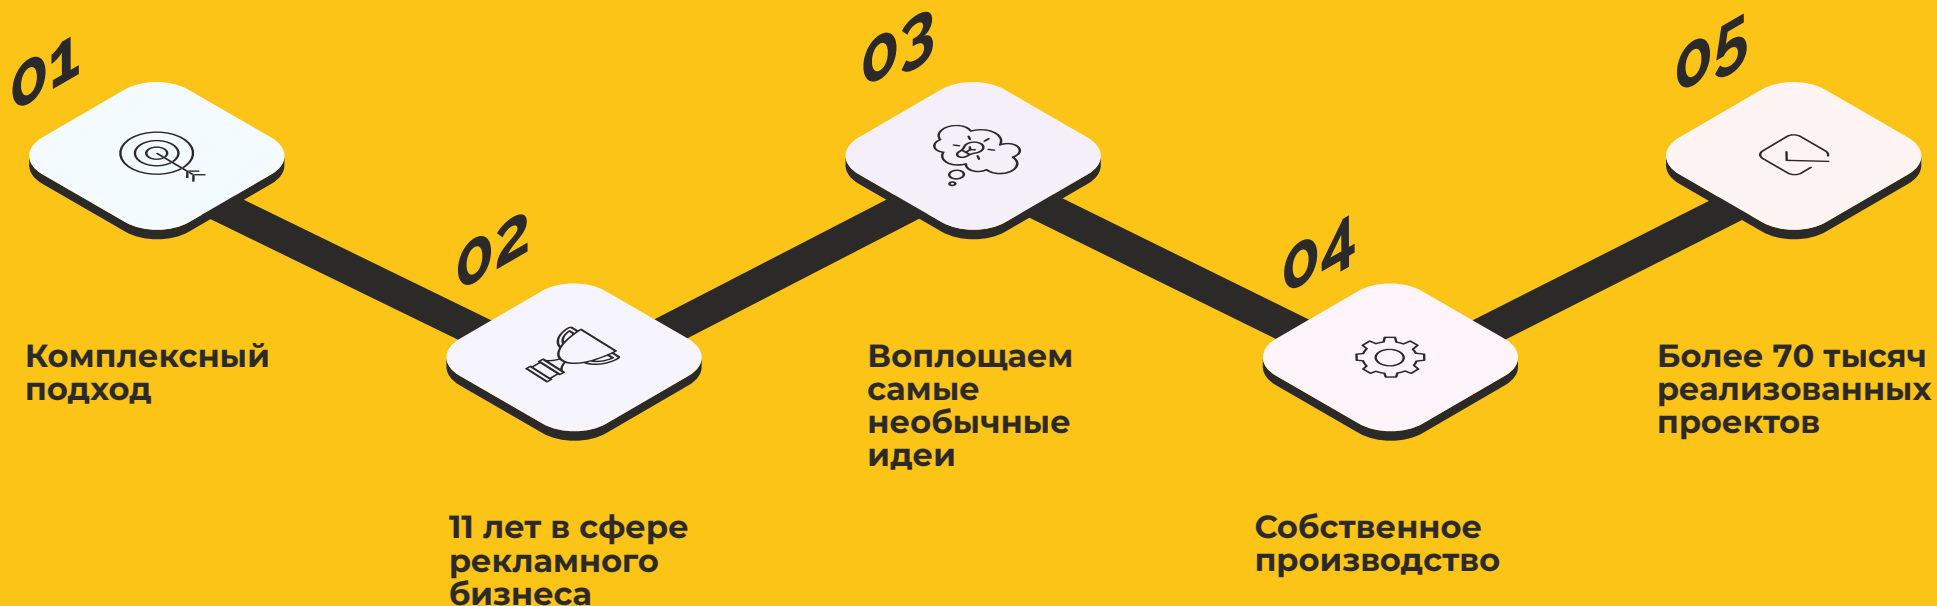 01
Комплексный
подход
02
11 лет в сфере
рекламного
бизнеса
03
Воплощаем
самые
необычные
идеи
04
Собственное
производство
05
Более 70 тысяч
реализованных
проектов